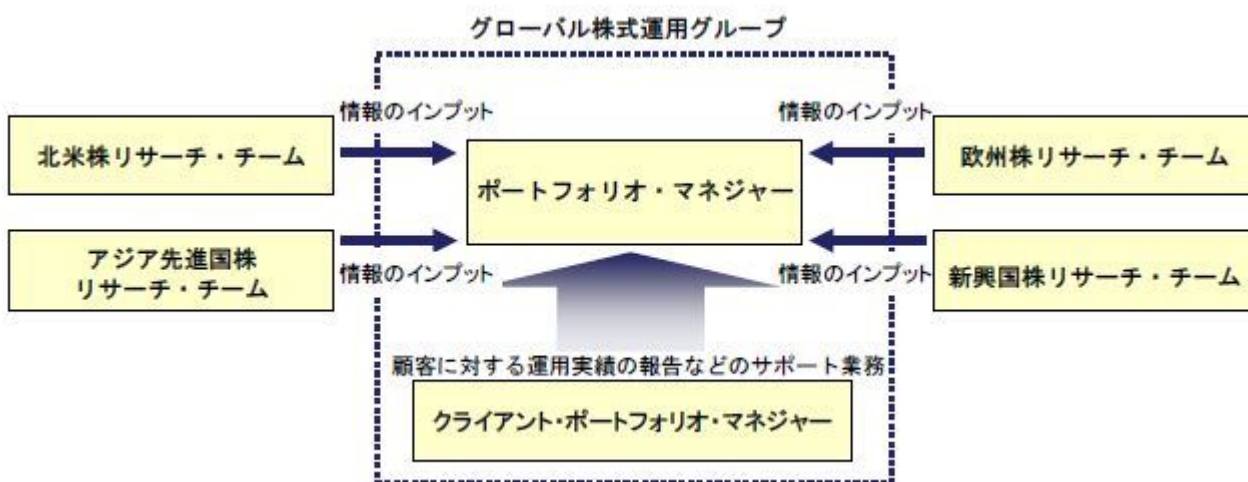 グローバル株式運用グループ
情報のインプット
情報のインプット
北米株リサーチ・チーム
ポートフォリオ・マネジャー
欧州株リサーチ・チーム
アジア先進国株
リサーチ・チーム
情報のインプット
情報のインプット
新興国株リサーチ・チーム
顧客に対する運用実績の報告などのサポート業務
クライアント・ポートフォリオ・マネジャー